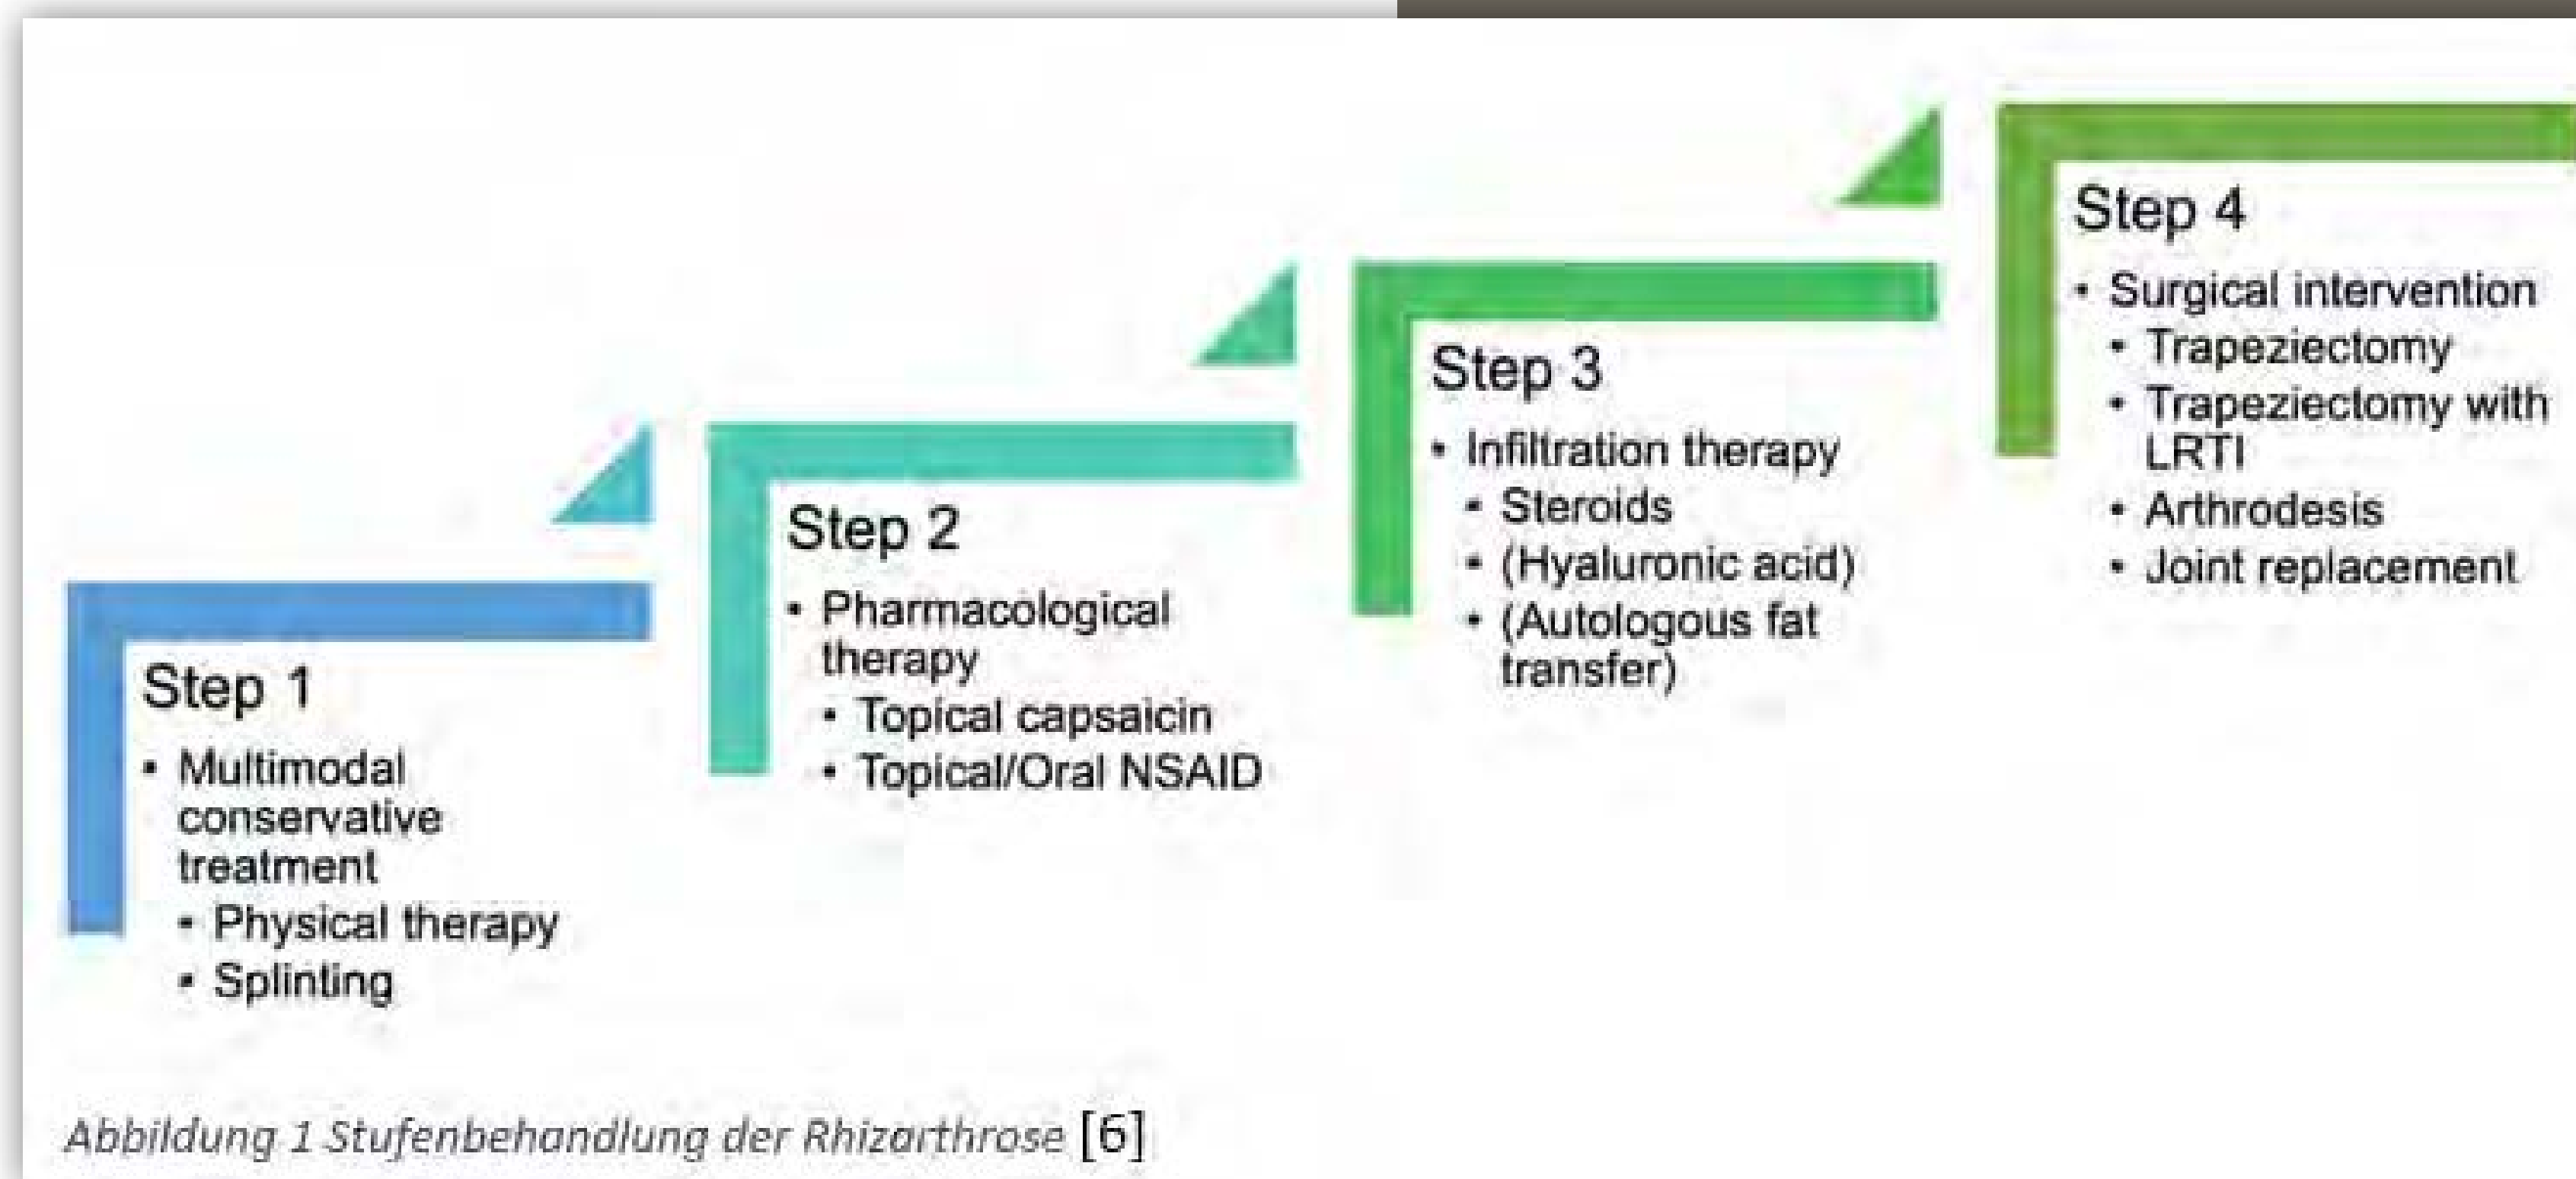 Step 1
• Multimodal
conservative
treatment
• Physical therapy
• Splinting
Step 2
• Pharmacological
therapy
• Topical capsaicin
• Topical/Oral NSAID
Step 3
• Infiltration therapy
• Steroids
• (Hyaluronic acid)
• (Autologous fat
transfer)
Step 4
• Surgical intervention
• Trapeziectomy
• Trapeziectomy with
LRTI
• Arthrodesis
• Joint replacement
Abbildung 1 Stufenbehandlung der Rhizarthrose [6]